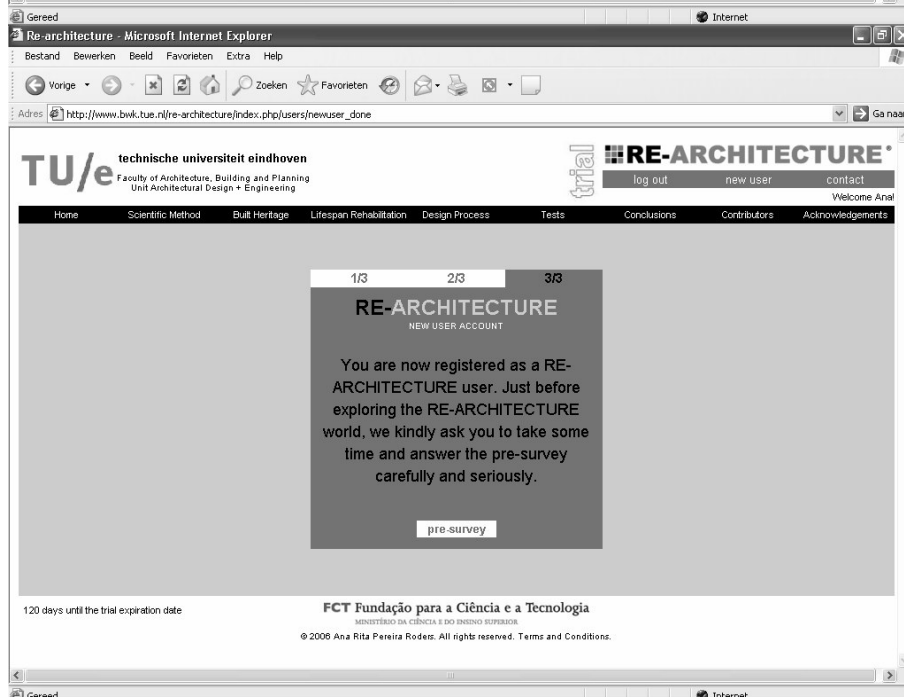 Gereed Internet
Re-architecture - Microsoft Internet Explorer
Bestand Bewerken Beeld Favorieten Extra Help
Vorige Zoeken Favorieten
Adres http://www.bwk.tue.nl/re-architecture/index.php/users/newuser_done Ga naar
TU/e technische universiteit eindhoven
Faculty of Architecture, Building and Planning
Unit Architectural Design + Engineering
trial
RE-ARCHITECTURE
log out new user contact
Welcome Ana!
Home Scientific Method Built Heritage Lifespan Rehabilitation Design Process Tests Conclusions Contributors Acknowledgements
1/3 2/3 3/3
RE-ARCHITECTURE
NEW USER ACCOUNT
You are now registered as a RE-
ARCHITECTURE user. Just before
exploring the RE-ARCHITECTURE
world, we kindly ask you to take some
time and answer the pre-survey
carefully and seriously.
pre-survey
120 days until the trial expiration date
FCT Fundação para a Ciência e a Tecnologia
MINISTÉRIO DA CIÊNCIA E DO ENSINO SUPERIOR
© 2006 Ana Rita Pereira Roders. All rights reserved. Terms and Conditions.
Gereed Internet